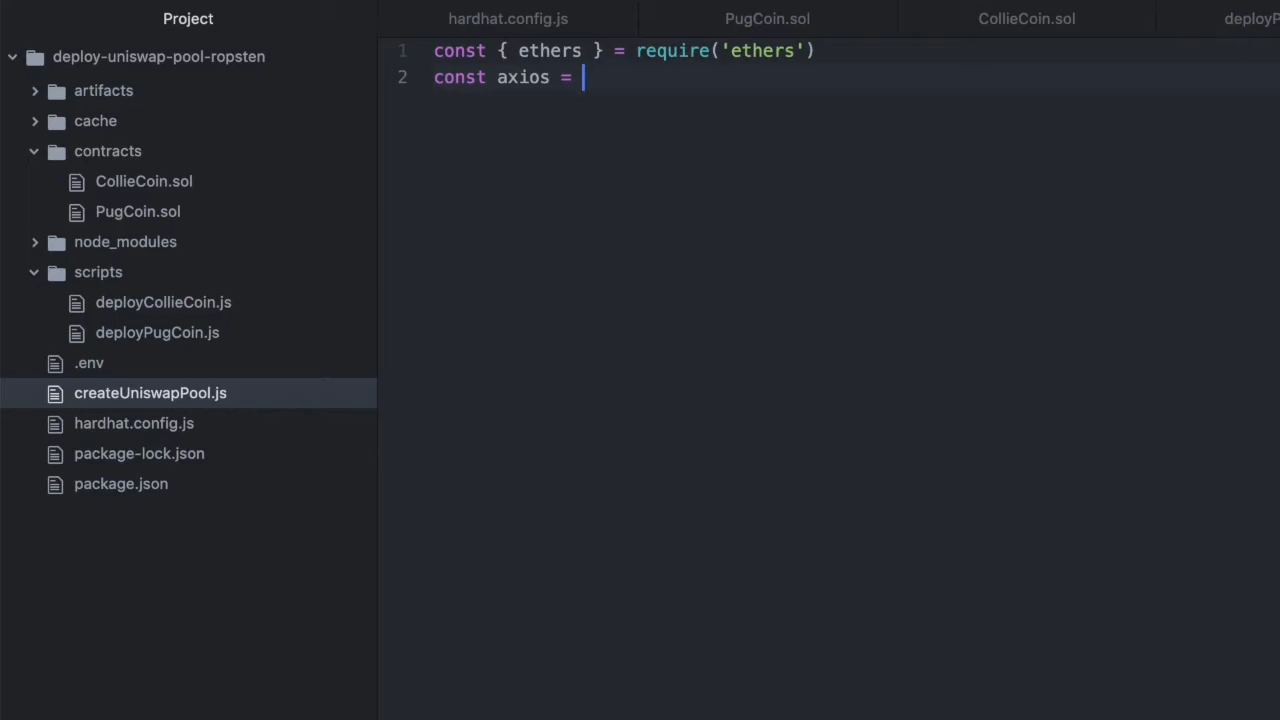 Project
deploy-uniswap-pool-ropsten
artifacts
cache
contracts
CollieCoin.sol
PugCoin.sol
node_modules
scripts
deployCollieCoin.js
deployPugCoin.js
.env
createUniswapPool.js
hardhat.config.js
package-lock.json
package.json
hardhat.config.js PugCoin.sol CollieCoin.sol deployP
1 const { ethers } = require('ethers')
2 const axios =